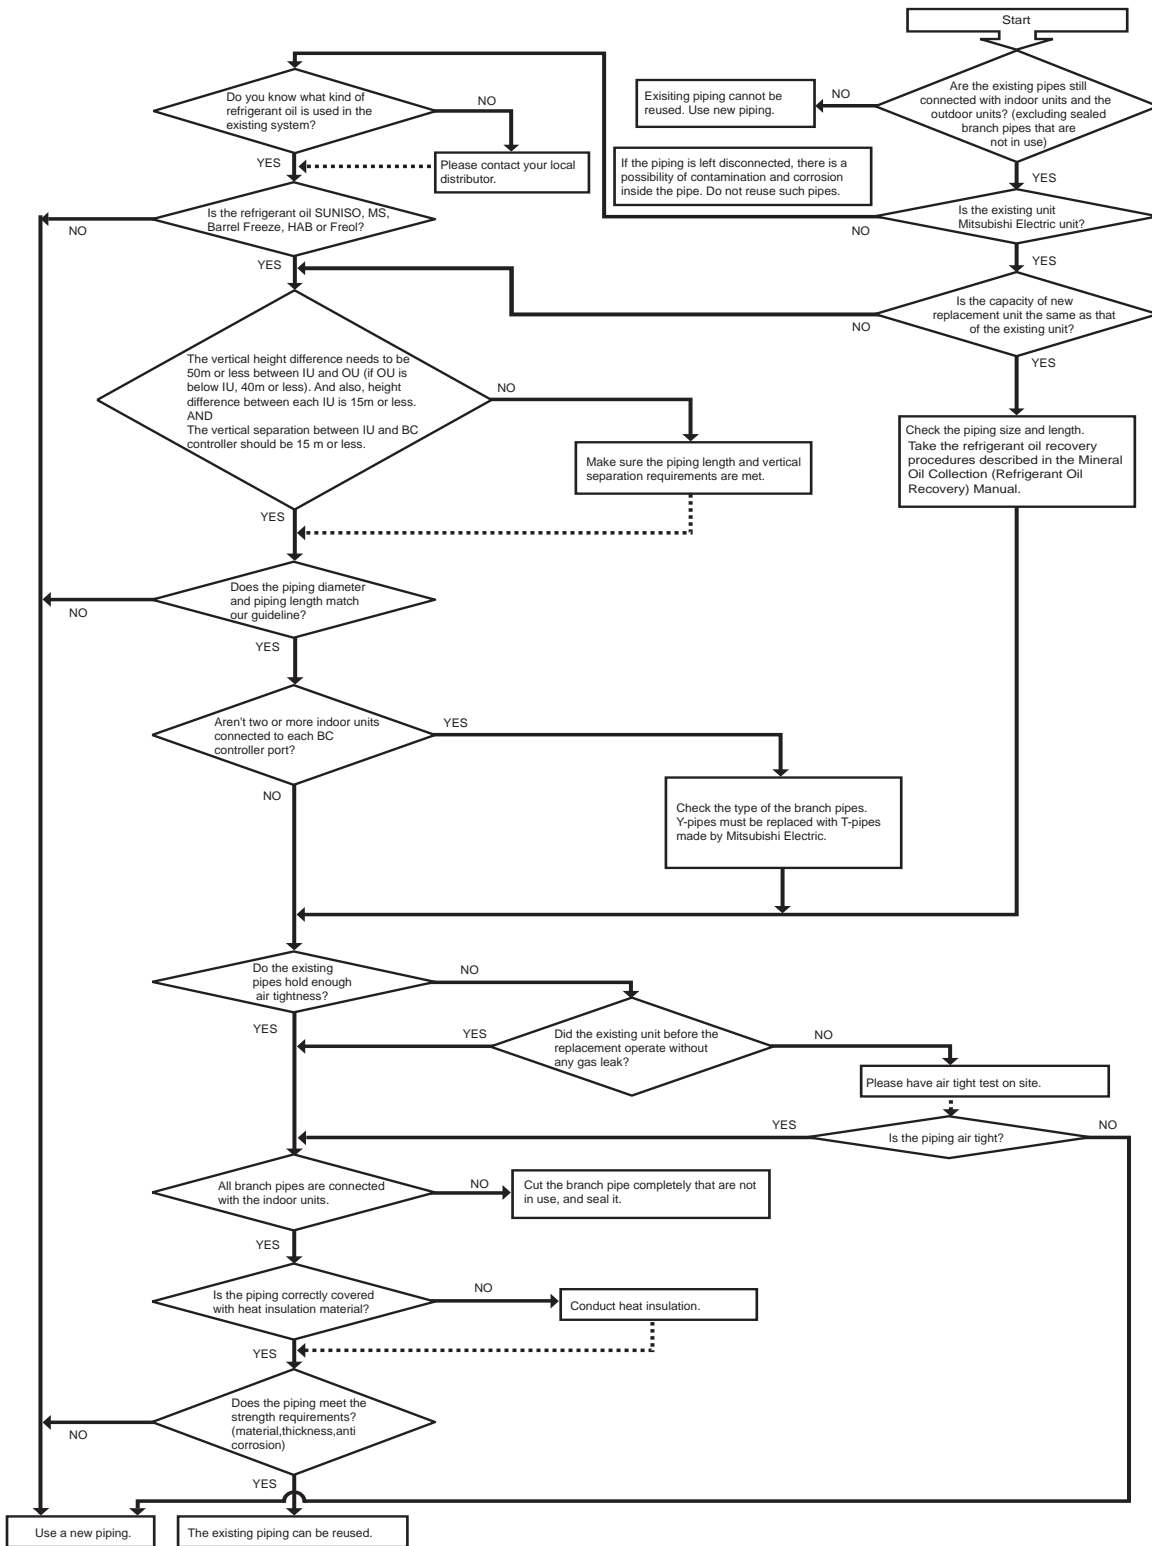 Start
Are the existing pipes still
connected with indoor units and the
outdoor units? (excluding sealed
branch pipes that are
not in use)
NO
Exisiting piping cannot be
reused. Use new piping.
If the piping is left disconnected, there is a
possibility of contamination and corrosion
inside the pipe. Do not reuse such pipes.
YES
Is the existing unit
Mitsubishi Electric unit?
NO
YES
Is the capacity of new
replacement unit the same as that
of the existing unit?
NO
YES
Check the piping size and length.
Take the refrigerant oil recovery
procedures described in the Mineral
Oil Collection (Refrigerant Oil
Recovery) Manual.
Do you know what kind of
refrigerant oil is used in the
existing system?
NO
Please contact your local
distributor.
YES
Is the refrigerant oil SUNISO, MS,
Barrel Freeze, HAB or Freol?
NO
YES
The vertical height difference needs to be
50m or less between IU and OU (if OU is
below IU, 40m or less). And also, height
difference between each IU is 15m or less.
AND
The vertical separation between IU and BC
controller should be 15 m or less.
NO
Make sure the piping length and vertical
separation requirements are met.
YES
Does the piping diameter
and piping length match
our guideline?
NO
YES
Aren't two or more indoor units
connected to each BC
controller port?
YES
Check the type of the branch pipes.
Y-pipes must be replaced with T-pipes
made by Mitsubishi Electric.
NO
Do the existing
pipes hold enough
air tightness?
NO
YES
Did the existing unit before the
replacement operate without
any gas leak?
YES
NO
Please have air tight test on site.
Is the piping air tight?
YES
NO
All branch pipes are connected
with the indoor units.
NO
Cut the branch pipe completely that are not
in use, and seal it.
YES
Is the piping correctly covered
with heat insulation material?
NO
Conduct heat insulation.
YES
Does the piping meet the
strength requirements?
(material,thickness,anti
corrosion)
NO
YES
Use a new piping.
The existing piping can be reused.